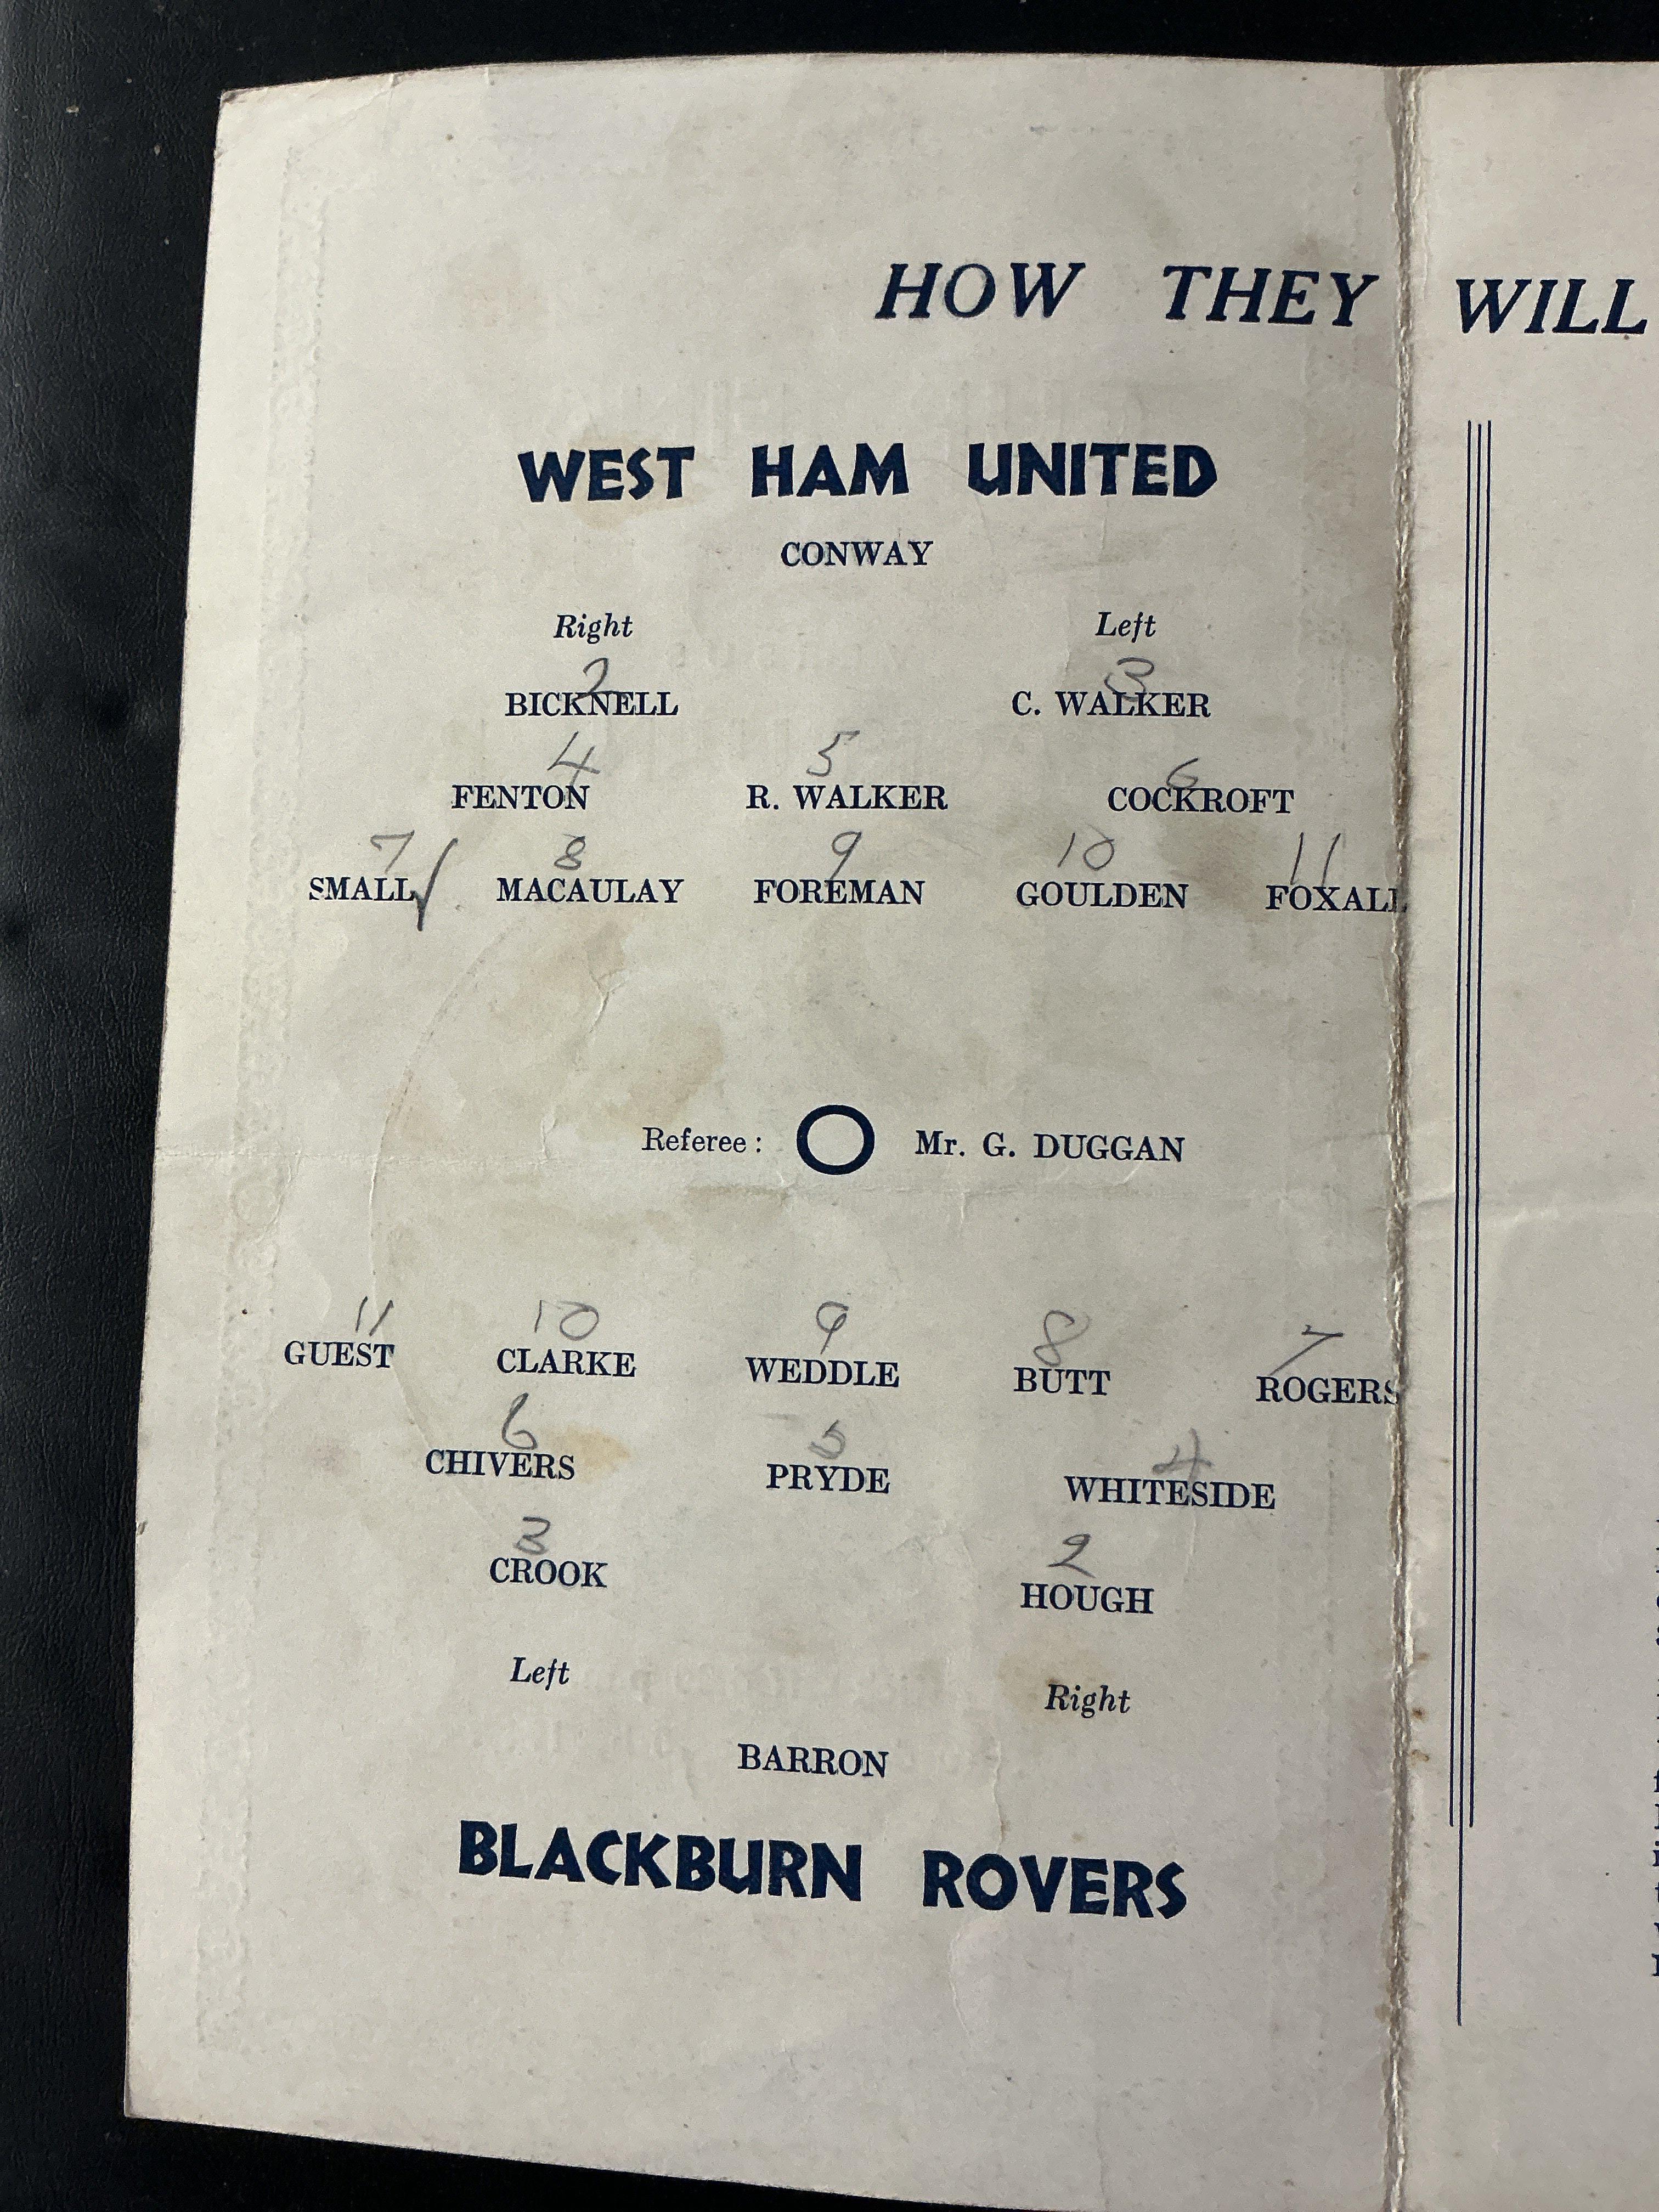 HOW THEY WILL
WEST HAM UNITED
CONWAY
Right Left
2 3
BICKNELL C. WALKER
4 5 6
FENTON R. WALKER COCKROFT
7 8 9 10 11
SMALL MACAULAY FOREMAN GOULDEN FOXALL
Referee: Mr. G. DUGGAN
11 10 9 8 7
GUEST CLARKE WEDDLE BUTT ROGERS
6 5 4
CHIVERS PRYDE WHITESIDE
3 2
CROOK HOUGH
Left Right
BARRON
BLACKBURN ROVERS